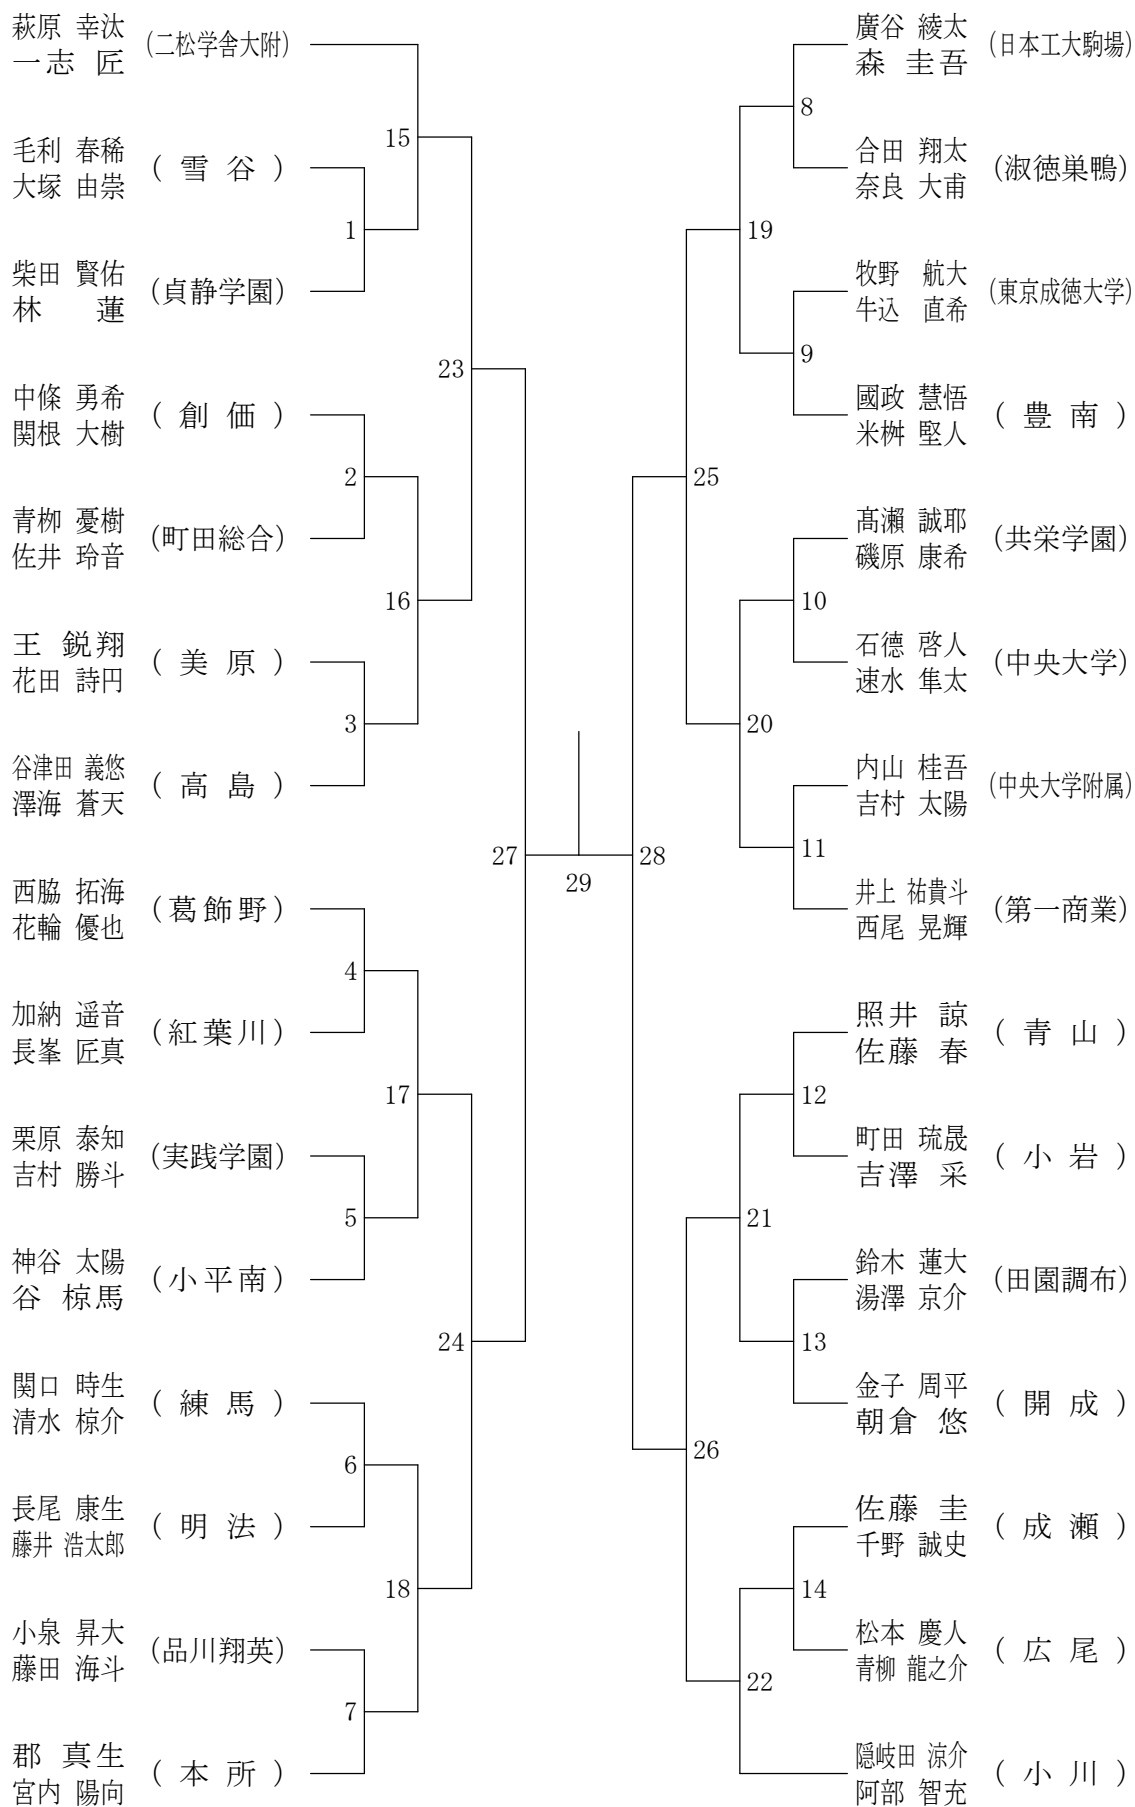 萩原 幸汰
一志 匠
(二松学舎大附)
毛利 春稀
大塚 由崇
( 雪 谷 )
柴田 賢佑
林 蓮
(貞静学園)
中條 勇希
関根 大樹
( 創 価 )
青栁 憂樹
佐井 玲音
(町田総合)
王 鋭翔
花田 詩円
( 美 原 )
谷津田 義悠
澤海 蒼天
( 高 島 )
西脇 拓海
花輪 優也
(葛飾野)
加納 遥音
長峯 匠真
(紅葉川)
栗原 泰知
吉村 勝斗
(実践学園)
神谷 太陽
谷 椋馬
(小平南)
関口 時生
清水 椋介
( 練 馬 )
長尾 康生
藤井 浩太郎
( 明 法 )
小泉 昇大
藤田 海斗
(品川翔英)
郡 真生
宮内 陽向
( 本 所 )
1
2
3
4
5
6
7
15
16
17
18
23
24
27
29
28
25
26
19
20
21
22
8
9
10
11
12
13
14
廣谷 綾太
森 圭吾
(日本工大駒場)
合田 翔太
奈良 大甫
(淑徳巣鴨)
牧野 航大
牛込 直希
(東京成徳大学)
國政 慧悟
米桝 堅人
( 豊 南 )
髙瀨 誠耶
磯原 康希
(共栄学園)
石德 啓人
速水 隼太
(中央大学)
内山 桂吾
吉村 太陽
(中央大学附属)
井上 祐貴斗
西尾 晃輝
(第一商業)
照井 諒
佐藤 春
( 青 山 )
町田 琉晟
吉澤 采
( 小 岩 )
鈴木 蓮大
湯澤 京介
(田園調布)
金子 周平
朝倉 悠
( 開 成 )
佐藤 圭
千野 誠史
( 成 瀬 )
松本 慶人
青柳 龍之介
( 広 尾 )
隠岐田 涼介
阿部 智充
( 小 川 )